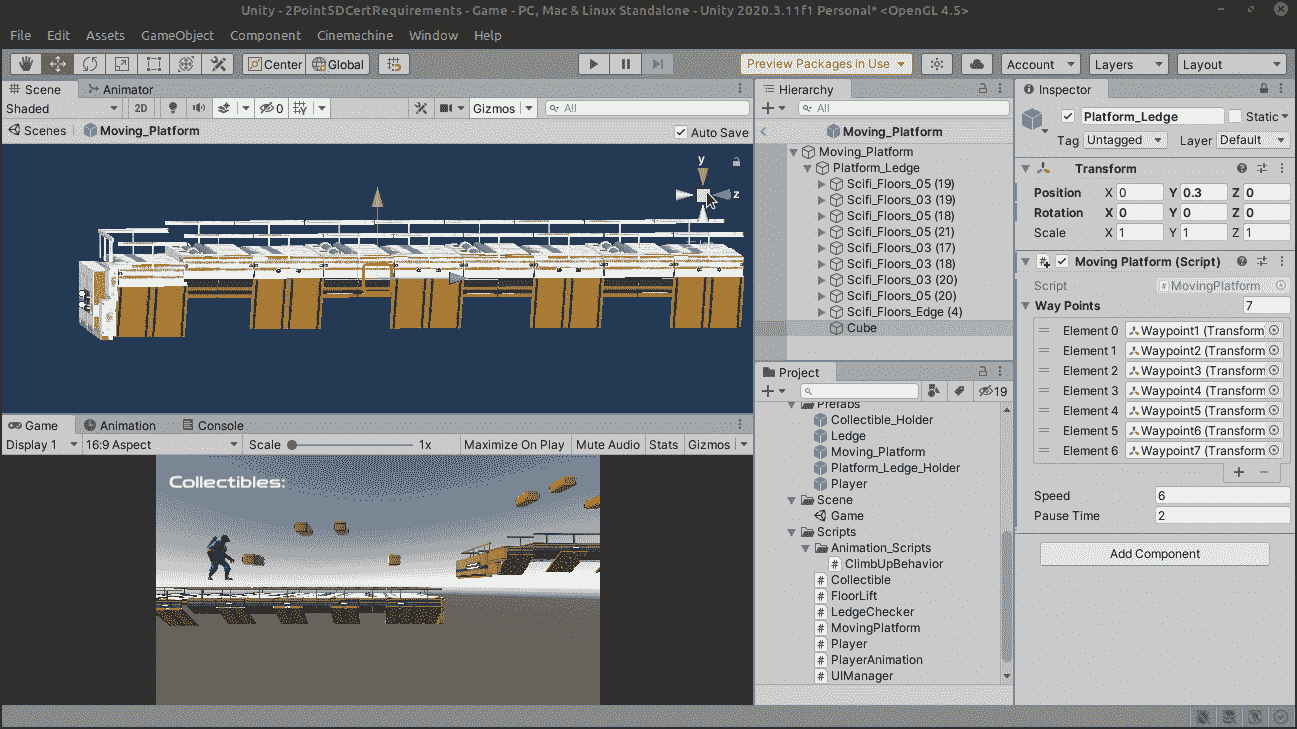 Unity - 2Point5DCertRequirements - Game - PC, Mac & Linux Standalone - Unity 2020.3.11f1 Personal* <OpenGL 4.5>
File Edit Assets GameObject Component Cinemachine Window Help
Center Global Preview Packages in Use Account Layers Layout
Scene Animator
Shaded 2D 0 Gizmos All
Scenes Moving_Platform Auto Save
y
z
Hierarchy
All
Moving_Platform
Moving_Platform
Platform_Ledge
Scifi_Floors_05 (19)
Scifi_Floors_03 (19)
Scifi_Floors_05 (18)
Scifi_Floors_05 (21)
Scifi_Floors_03 (17)
Scifi_Floors_03 (18)
Scifi_Floors_03 (20)
Scifi_Floors_05 (20)
Scifi_Floors_Edge (4)
Cube
Inspector
Platform_Ledge Static
Tag Untagged Layer Default
Transform
Position X 0 Y 0.3 Z 0
Rotation X 0 Y 0 Z 0
Scale X 1 Y 1 Z 1
Moving Platform (Script)
Script MovingPlatform
Way Points 7
Element 0 Waypoint1 (Transform
Element 1 Waypoint2 (Transform
Element 2 Waypoint3 (Transform
Element 3 Waypoint4 (Transform
Element 4 Waypoint5 (Transform
Element 5 Waypoint6 (Transform
Element 6 Waypoint7 (Transform
Speed 6
Pause Time 2
Add Component
Game Animation Console
Display 1 16:9 Aspect Scale 1x Maximize On Play Mute Audio Stats Gizmos
Collectibles:
Project
19
Prefabs
Collectible_Holder
Ledge
Moving_Platform
Platform_Ledge_Holder
Player
Scene
Game
Scripts
Animation_Scripts
ClimbUpBehavior
Collectible
FloorLift
LedgeChecker
MovingPlatform
Player
PlayerAnimation
UIManager